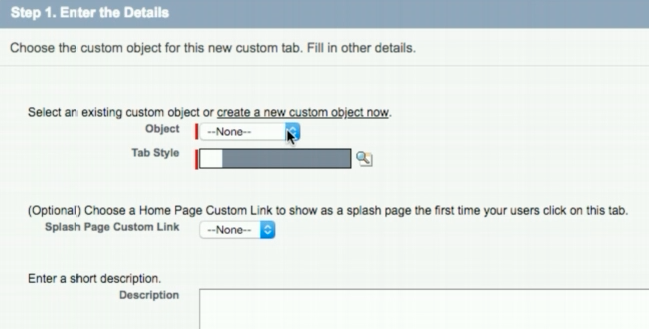 Step 1. Enter the Details
Choose the custom object for this new custom tab. Fill in other details.
Select an existing custom object or create a new custom object now.
Object --None--
Tab Style
(Optional) Choose a Home Page Custom Link to show as a splash page the first time your users click on this tab.
Splash Page Custom Link --None--
Enter a short description.
Description